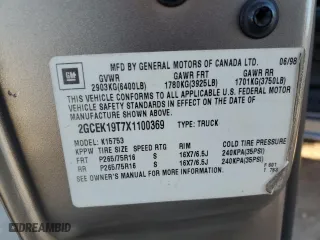 GM
MFD BY GENERAL MOTORS OF CANADA LTD. 06/98
GVWR GAWR FRT GAWR RR
2903KG(6400LB) 1780KG(3925LB) 1701KG(3750LB)
THIS VEHICLE CONFORMS TO ALL APPLICABLE U.S. FEDERAL MOTOR
VEHICLE SAFETY STANDARDS IN EFFECT ON THE DATE OF
MANUFACTURE SHOWN ABOVE.
2GCEK19T7X1100369 TYPE: TRUCK
MODEL: K15753
KPPW TIRE SIZE SPEED RTG RIM COLD TIRE PRESSURE
FRT P265/75R16 S 16X7/6.5J 240KPA(35PSI)
RR P265/75R16 S 16X7/6.5J 240KPA(35PSI)
SEE OWNER'S MANUAL FOR MORE INFORMATION.